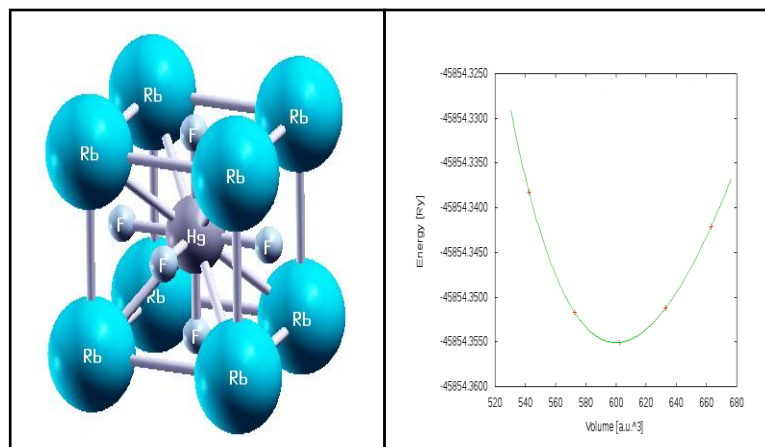 Rb
Rb
F
Rb
Rb
F
Hg
F
F
Rb
Rb
F
Rb
Rb
-45854.3250
-45854.3300
-45854.3350
-45854.3400
-45854.3450
-45854.3500
-45854.3550
-45854.3600
Energy [Ry]
520 540 560 580 600 620 640 660 680
Volume [a.u.^3]